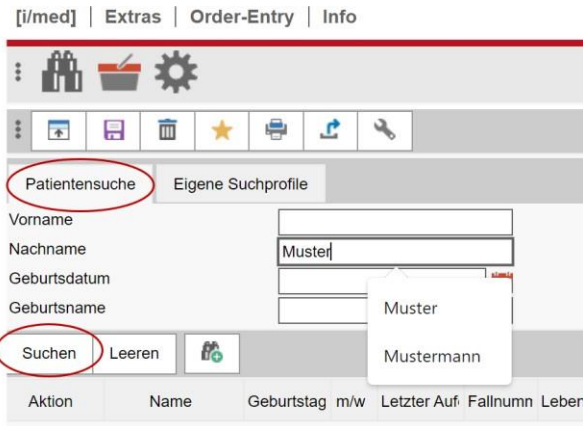 [i/med] | Extras | Order-Entry | Info
Patientensuche Eigene Suchprofile
Vorname
Nachname Muster
Geburtsdatum
Geburtsname
Muster
Mustermann
Suchen Leeren
Aktion Name Geburtstag m/w Letzter Auf Fallnumn Leben